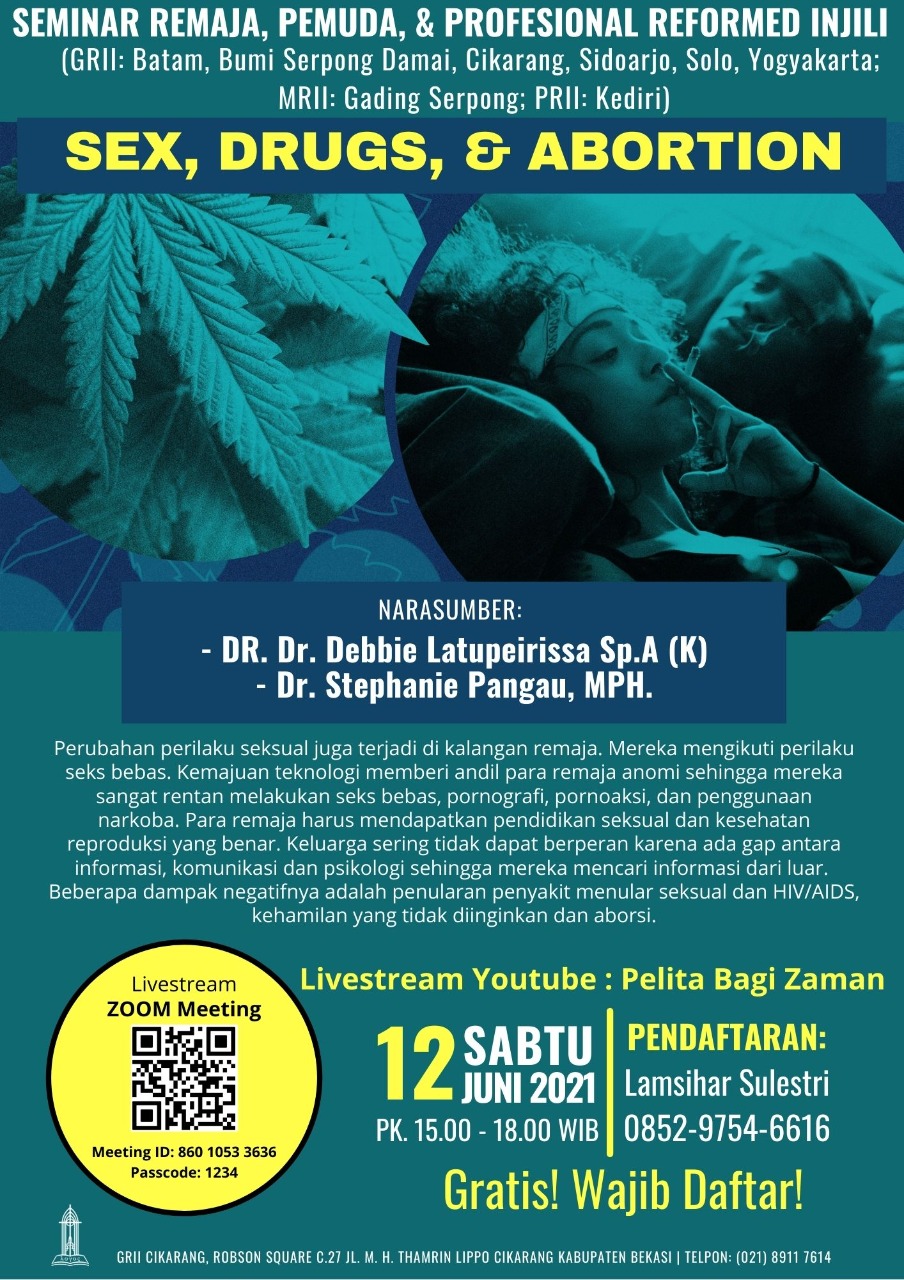 SEMINAR REMAJA, PEMUDA, & PROFESIONAL REFORMED INJILI
(GRII: Batam, Bumi Serpong Damai, Cikarang, Sidoarjo, Solo, Yogyakarta;
MRII: Gading Serpong; PRII: Kediri)
SEX, DRUGS, & ABORTION
NARASUMBER:
- DR. Dr. Debbie Latupeirissa Sp.A (K)
- Dr. Stephanie Pangau, MPH.
Perubahan perilaku seksual juga terjadi di kalangan remaja. Mereka mengikuti perilaku
seks bebas. Kemajuan teknologi memberi andil para remaja anomi sehingga mereka
sangat rentan melakukan seks bebas, pornografi, pornoaksi, dan penggunaan
narkoba. Para remaja harus mendapatkan pendidikan seksual dan kesehatan
reproduksi yang benar. Keluarga sering tidak dapat berperan karena ada gap antara
informasi, komunikasi dan psikologi sehingga mereka mencari informasi dari luar.
Beberapa dampak negatifnya adalah penularan penyakit menular seksual dan HIV/AIDS,
kehamilan yang tidak diinginkan dan aborsi.
Livestream
ZOOM Meeting
Meeting ID: 860 1053 3636
Passcode: 1234
Livestream Youtube : Pelita Bagi Zaman
12 SABTU
JUNI 2021
PK. 15.00 - 18.00 WIB
PENDAFTARAN:
Lamsihar Sulestri
0852-9754-6616
Gratis! Wajib Daftar!
GRII CIKARANG, ROBSON SQUARE C.27 JL. M. H. THAMRIN LIPPO CIKARANG KABUPATEN BEKASI | TELPON: (021) 8911 7614